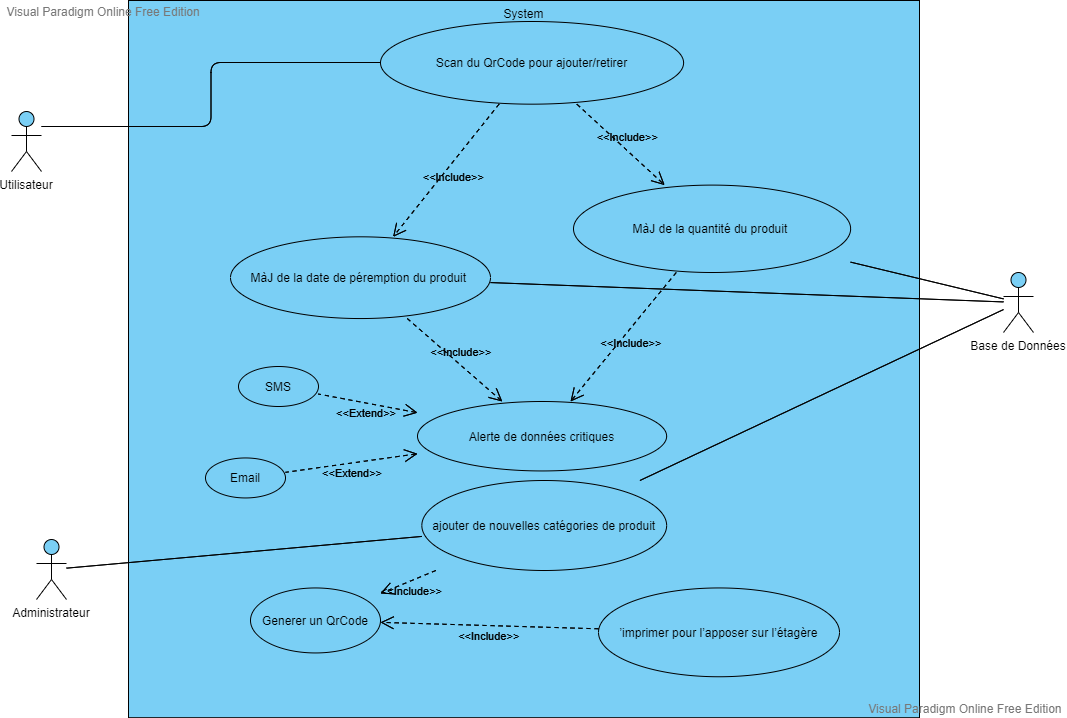 Visual Paradigm Online Free Edition
System
Scan du QrCode pour ajouter/retirer
<<Include>>
<<Include>>
Utilisateur
MàJ de la quantité du produit
MàJ de la date de péremption du produit
Base de Données
<<Include>>
<<Include>>
SMS
<<Extend>>
Alerte de données critiques
Email
<<Extend>>
ajouter de nouvelles catégories de produit
Administrateur
<<Include>>
Generer un QrCode
<<Include>>
'imprimer pour l'apposer sur l'étagère
Visual Paradigm Online Free Edition